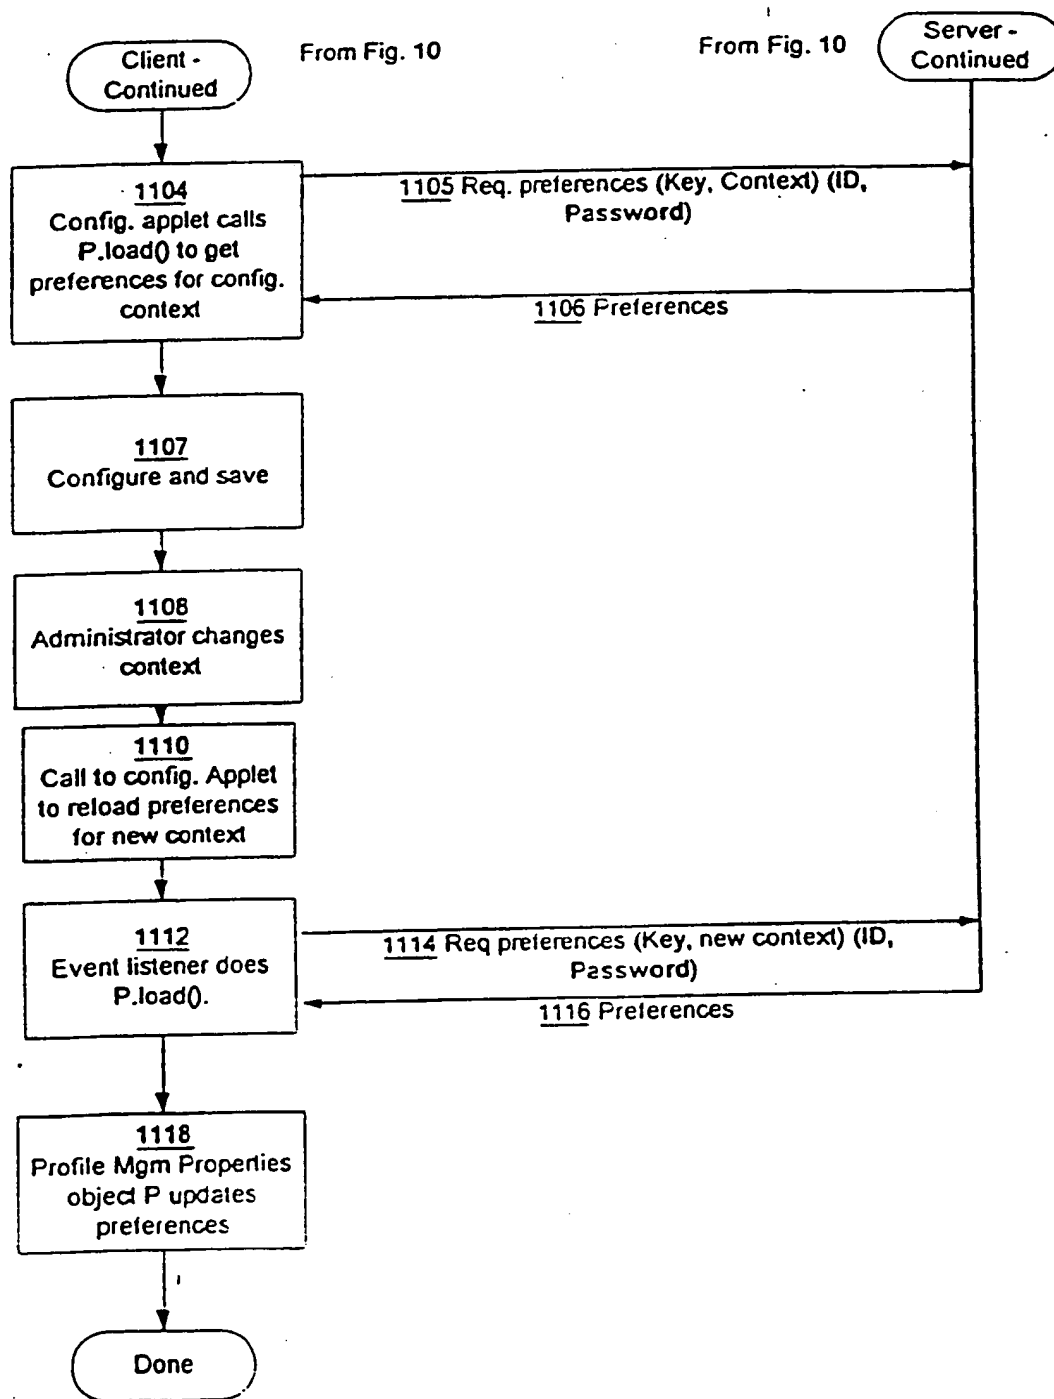 Client -
Continued
From Fig. 10
From Fig. 10
Server -
Continued
1104
Config. applet calls
P.load() to get
preferences for config.
context
1105 Req. preferences (Key, Context) (ID,
Password)
1106 Preferences
1107
Configure and save
1108
Administrator changes
context
1110
Call to config. Applet
to reload preferences
for new context
1112
Event listener does
P.load().
1114 Req preferences (Key, new context) (ID,
Password)
1116 Preferences
1118
Profile Mgm Properties
object P updates
preferences
Done